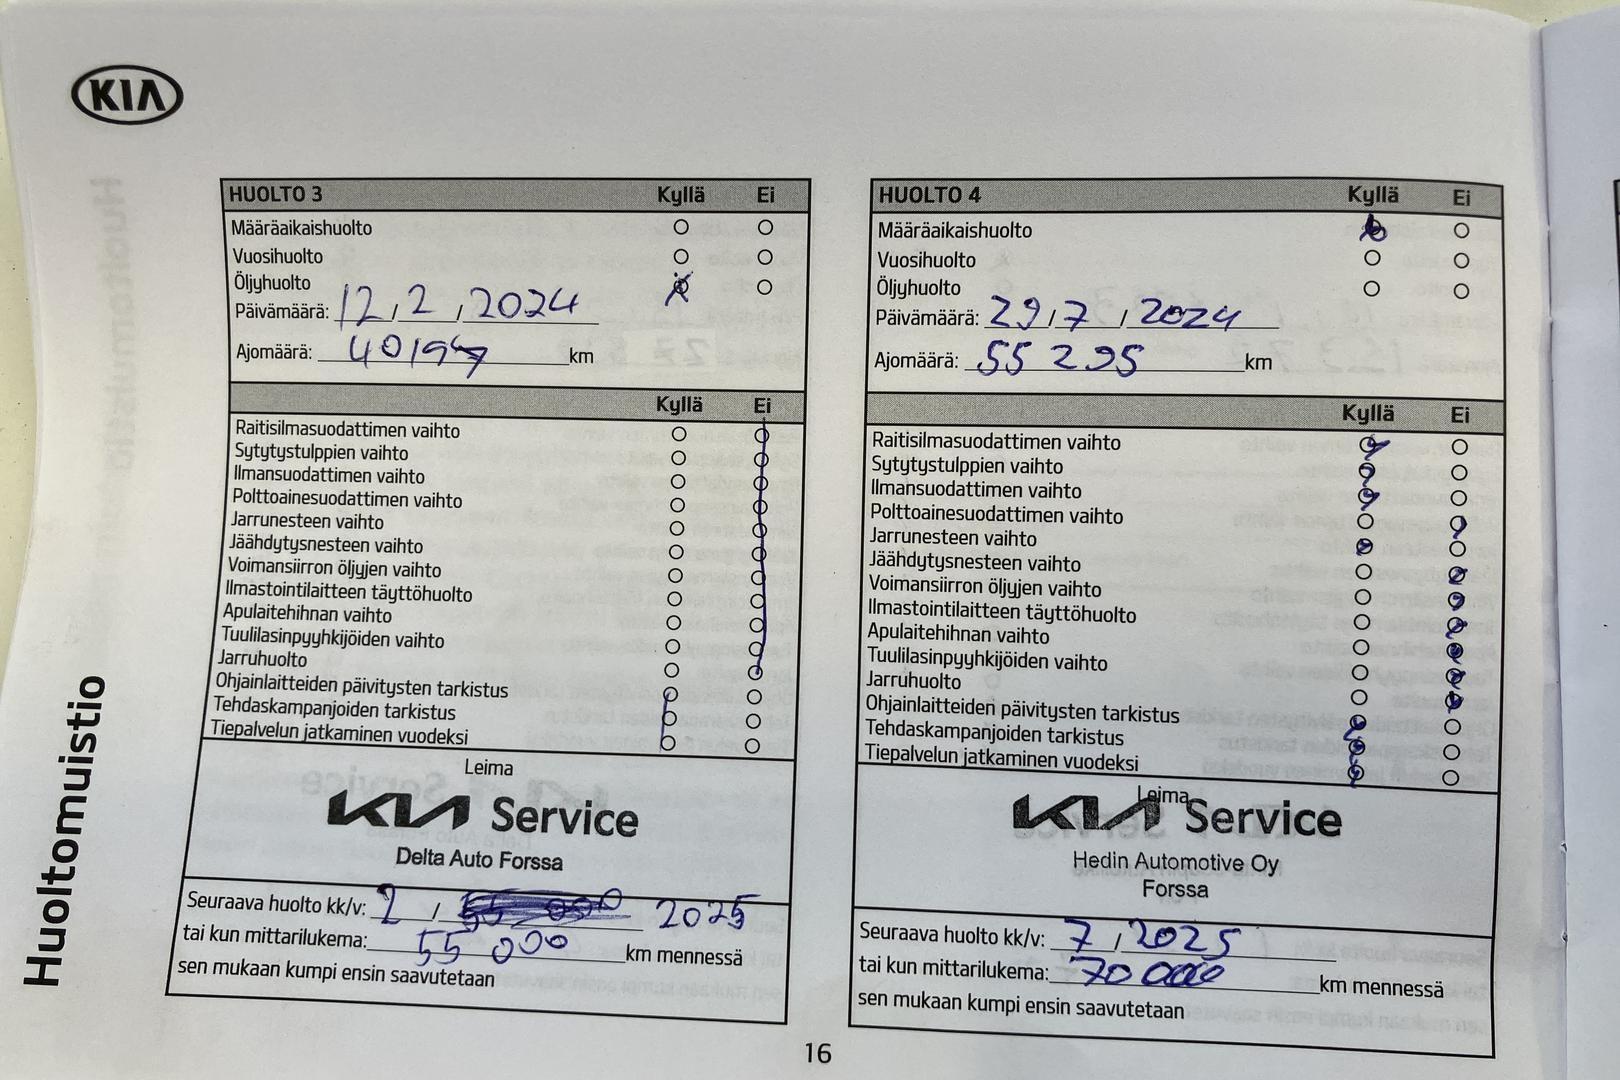 KIA
Huoltomuistio
HUOLTO 3 Kyllä Ei
Määräaikaishuolto
Vuosihuolto
Öljyhuolto
Päivämäärä: 12 / 2 / 2024
Ajomäärä: km
Kyllä Ei
Raitisilmasuodattimen vaihto
Sytytystulppien vaihto
Ilmansuodattimen vaihto
Polttoainesuodattimen vaihto
Jarrunesteen vaihto
Jäähdytysnesteen vaihto
Voimansiirron öljyjen vaihto
Ilmastointilaitteen täyttöhuolto
Apulaitehihnan vaihto
Tuulilasinpyyhkijöiden vaihto
Jarruhuolto
Ohjainlaitteiden päivitysten tarkistus
Tehdaskampanjoiden tarkistus
Tiepalvelun jatkaminen vuodeksi
Leima
KIA Service
Delta Auto Forssa
Seuraava huolto kk/v: 2 / 2025
tai kun mittarilukema: 55 000 km mennessä
sen mukaan kumpi ensin saavutetaan
HUOLTO 4 Kyllä Ei
Määräaikaishuolto
Vuosihuolto
Öljyhuolto
Päivämäärä: 29 / 7 / 2024
Ajomäärä: 55 295 km
Kyllä Ei
Raitisilmasuodattimen vaihto
Sytytystulppien vaihto
Ilmansuodattimen vaihto
Polttoainesuodattimen vaihto
Jarrunesteen vaihto
Jäähdytysnesteen vaihto
Voimansiirron öljyjen vaihto
Ilmastointilaitteen täyttöhuolto
Apulaitehihnan vaihto
Tuulilasinpyyhkijöiden vaihto
Jarruhuolto
Ohjainlaitteiden päivitysten tarkistus
Tehdaskampanjoiden tarkistus
Tiepalvelun jatkaminen vuodeksi
Leima
KIA Service
Hedin Automotive Oy
Forssa
Seuraava huolto kk/v: 7 / 2025
tai kun mittarilukema: 70 000 km mennessä
sen mukaan kumpi ensin saavutetaan
16